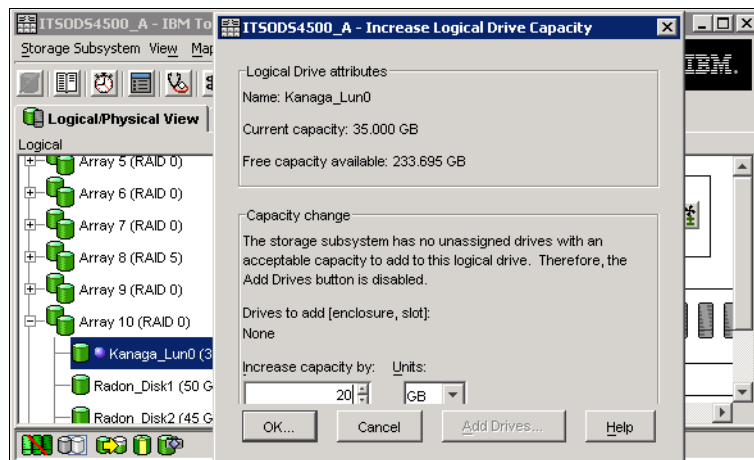 ITSODS4500_A - IBM To
ITSODS4500_A - Increase Logical Drive Capacity
Storage Subsystem View Map
IBM.
Logical/Physical View
Logical
Array 5 (RAID 0)
Array 6 (RAID 0)
Array 7 (RAID 0)
Array 8 (RAID 5)
Array 9 (RAID 0)
Array 10 (RAID 0)
Kanaga_Lun0 (3
Radon_Disk1 (50 G
Radon_Disk2 (45 G
Logical Drive attributes
Name: Kanaga_Lun0
Current capacity: 35.000 GB
Free capacity available: 233.695 GB
Capacity change
The storage subsystem has no unassigned drives with an
acceptable capacity to add to this logical drive. Therefore, the
Add Drives button is disabled.
Drives to add [enclosure, slot]:
None
Increase capacity by: Units:
20 GB
OK... Cancel Add Drives... Help